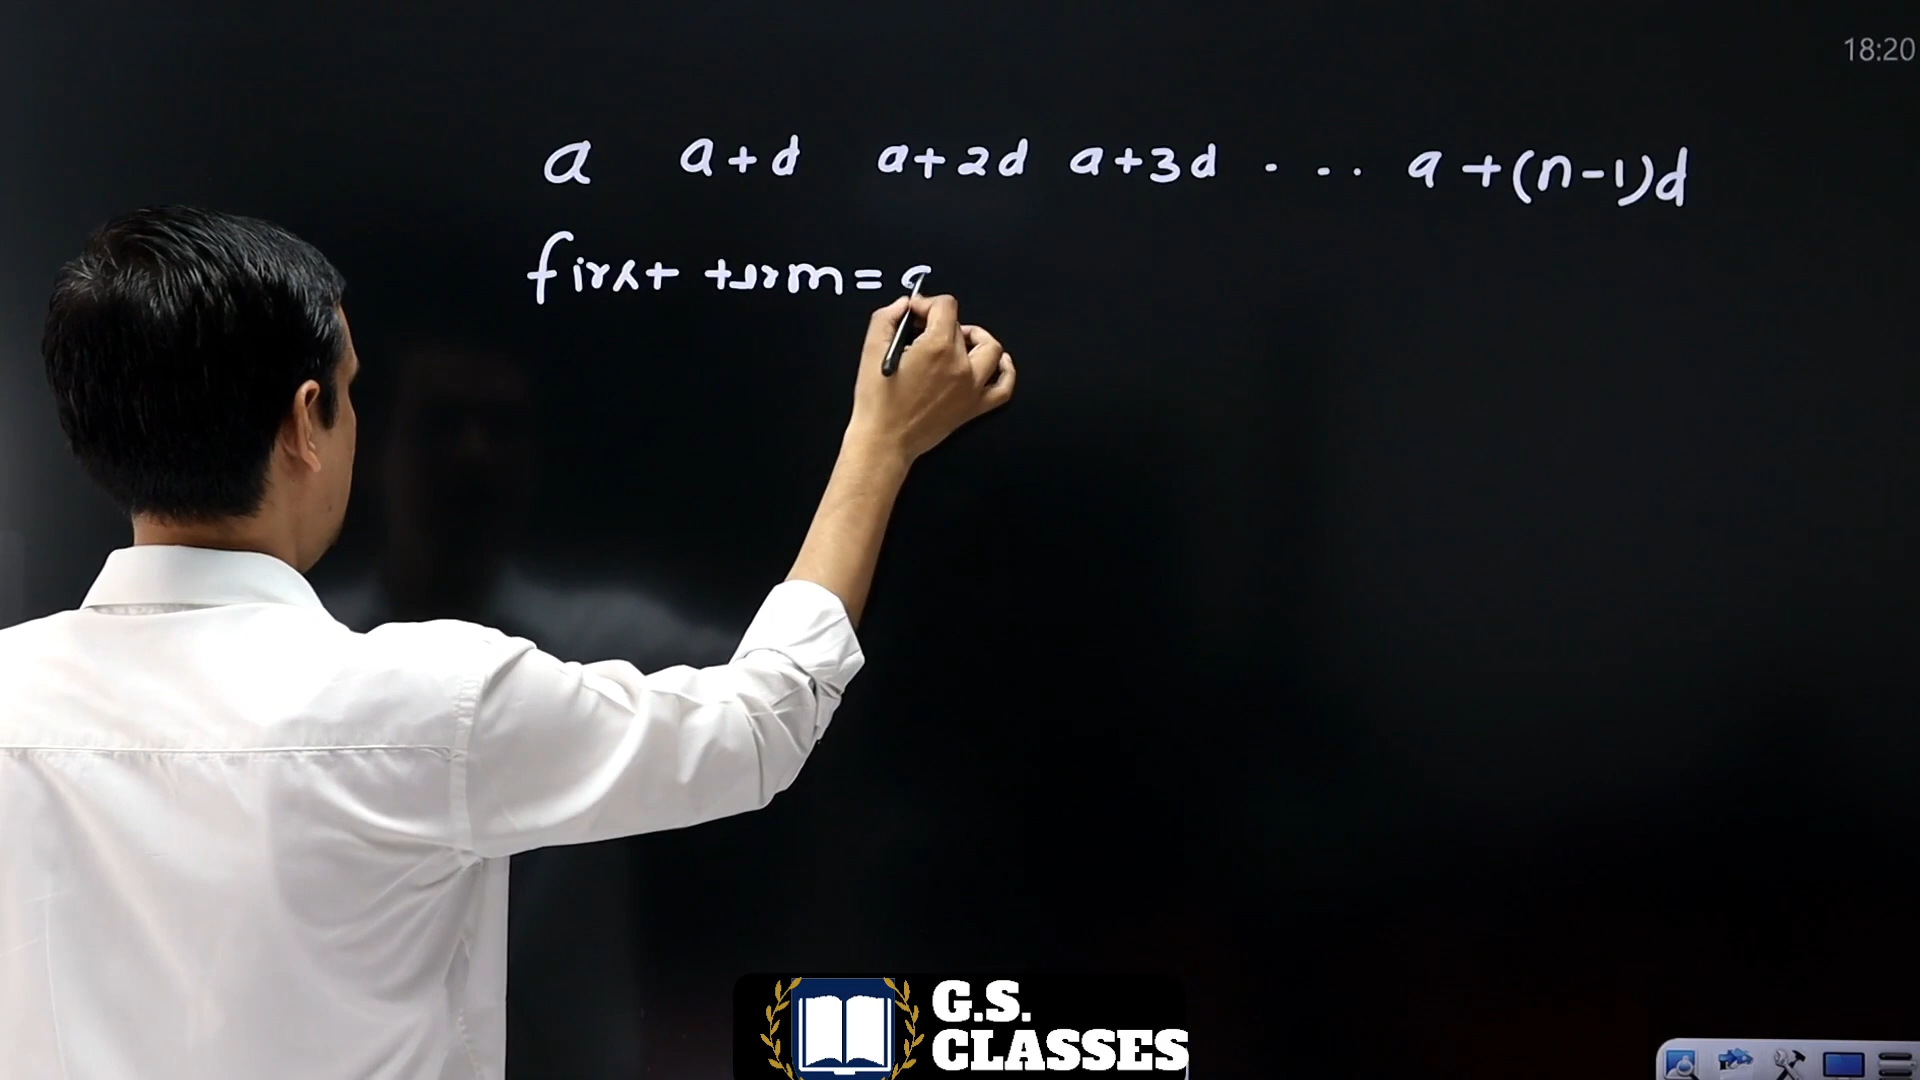 18:20
a a+d a+2d a+3d . . . . a+(n-1)d
first term = a
G.S.
CLASSES